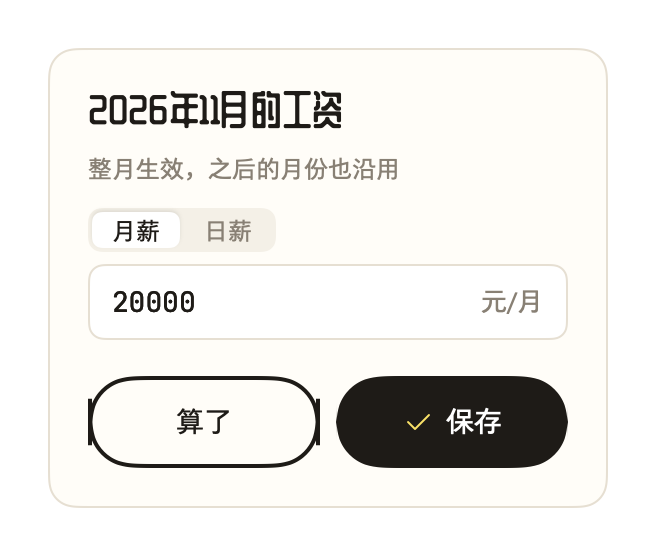 2026年11月的工资
整月生效，之后的月份也沿用
月薪 日薪
20000 元/月
算了 保存